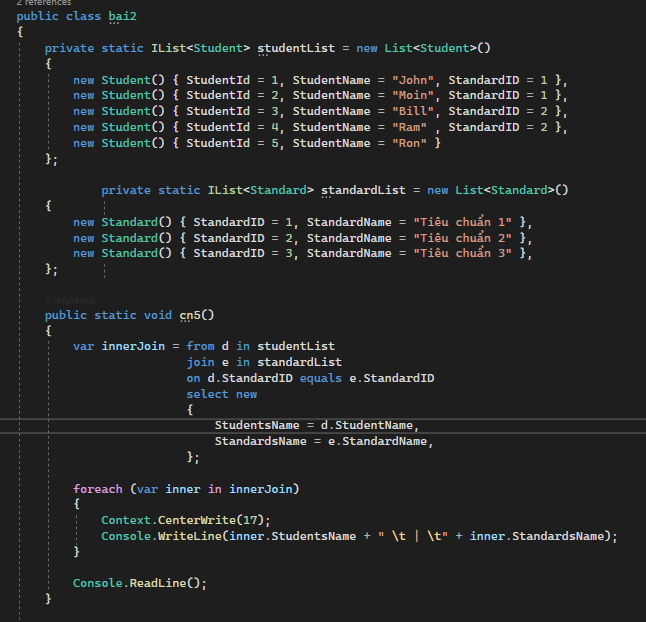 2 references
public class bai2
{
private static IList<Student> studentList = new List<Student>()
{
new Student() { StudentId = 1, StudentName = "John", StandardID = 1 },
new Student() { StudentId = 2, StudentName = "Moin", StandardID = 1 },
new Student() { StudentId = 3, StudentName = "Bill", StandardID = 2 },
new Student() { StudentId = 4, StudentName = "Ram" , StandardID = 2 },
new Student() { StudentId = 5, StudentName = "Ron" }
};
private static IList<Standard> standardList = new List<Standard>()
{
new Standard() { StandardID = 1, StandardName = "Tiêu chuẩn 1" },
new Standard() { StandardID = 2, StandardName = "Tiêu chuẩn 2" },
new Standard() { StandardID = 3, StandardName = "Tiêu chuẩn 3" },
};
1 reference
public static void cn5()
{
var innerJoin = from d in studentList
join e in standardList
on d.StandardID equals e.StandardID
select new
{
StudentsName = d.StudentName,
StandardsName = e.StandardName,
};
foreach (var inner in innerJoin)
{
Context.CenterWrite(17);
Console.WriteLine(inner.StudentsName + " \t | \t" + inner.StandardsName);
}
Console.ReadLine();
}